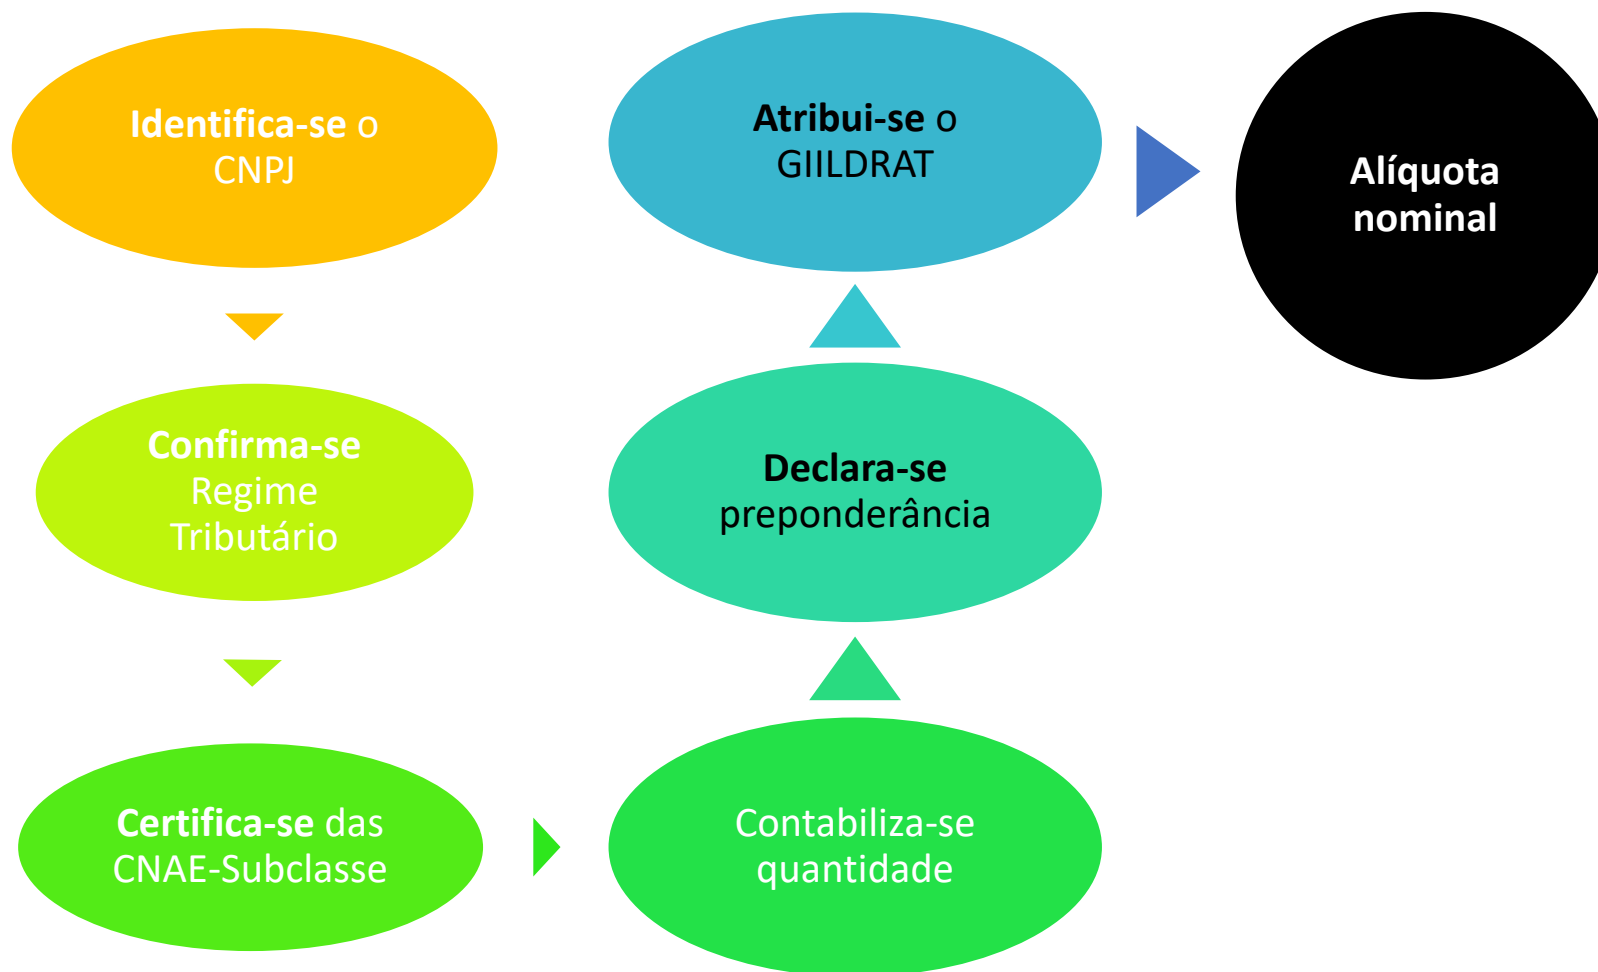 Identifica-se o
CNPJ
Confirma-se
Regime
Tributário
Certifica-se das
CNAE-Subclasse
Contabiliza-se
quantidade
Declara-se
preponderância
Atribui-se o
GIILDRAT
Alíquota
nominal